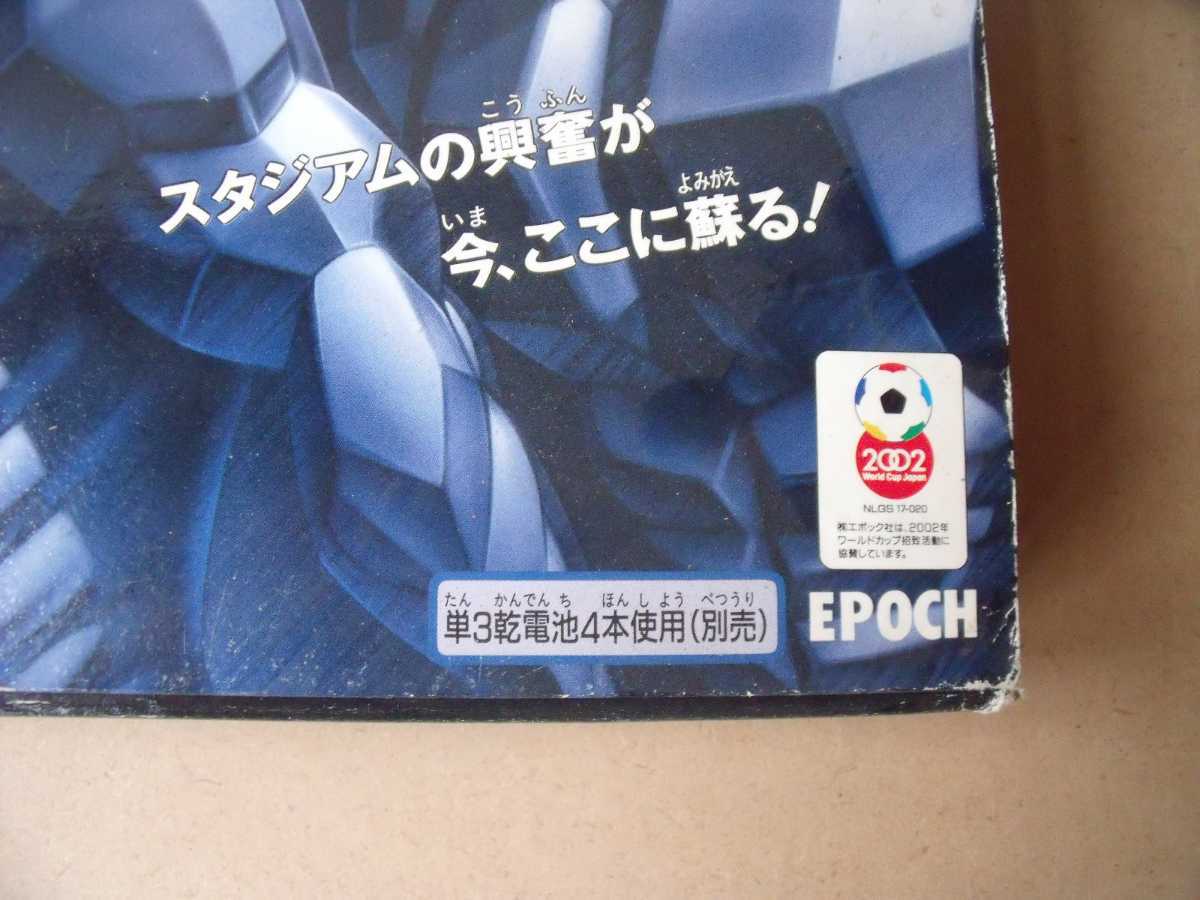 こう ふん
スタジアムの興奮が
いま よみがえ
今、ここに蘇る!
2002
World Cup Japan
NLGS 17-020
㈱エポック社は、2002年
ワールドカップ招致活動に
協賛しています。
たん かんでん ち ほん し よう べつうり
単3乾電池4本使用(別売)
EPOCH